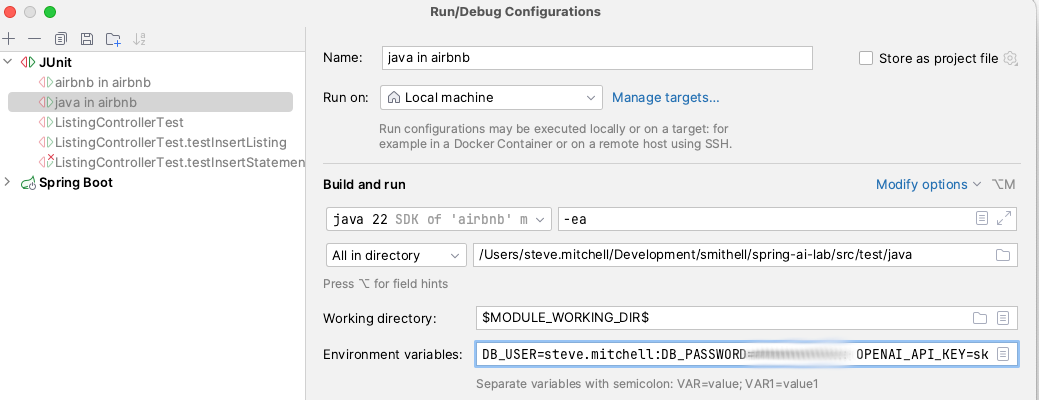 Run/Debug Configurations
JUnit
airbnb in airbnb
java in airbnb
ListingControllerTest
ListingControllerTest.testInsertListing
ListingControllerTest.testInsertStatemen
Spring Boot
Name: java in airbnb Store as project file
Run on: Local machine Manage targets...
Run configurations may be executed locally or on a target: for
example in a Docker Container or on a remote host using SSH.
Build and run Modify options ⌥M
java 22 SDK of 'airbnb' m -ea
All in directory /Users/steve.mitchell/Development/smithell/spring-ai-lab/src/test/java
Press ⌥ for field hints
Working directory: $MODULE_WORKING_DIR$
Environment variables: DB_USER=steve.mitchell:DB_PASSWORD= OPENAI_API_KEY=sk
Separate variables with semicolon: VAR=value; VAR1=value1